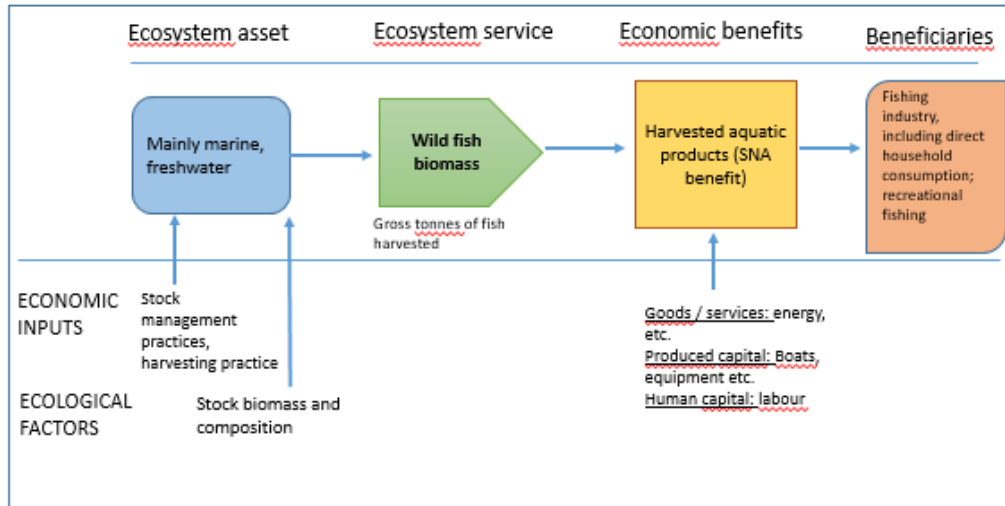 Ecosystem asset
Ecosystem service
Economic benefits
Beneficiaries
Mainly marine,
freshwater
Wild fish
biomass
Gross tonnes of fish
harvested
Harvested aquatic
products (SNA
benefit)
Fishing
industry,
including direct
household
consumption;
recreational
fishing
ECONOMIC
INPUTS
Stock
management
practices,
harvesting practice
Goods / services: energy,
etc.
Produced capital: Boats,
equipment etc.
Human capital: labour
ECOLOGICAL
FACTORS
Stock biomass and
composition